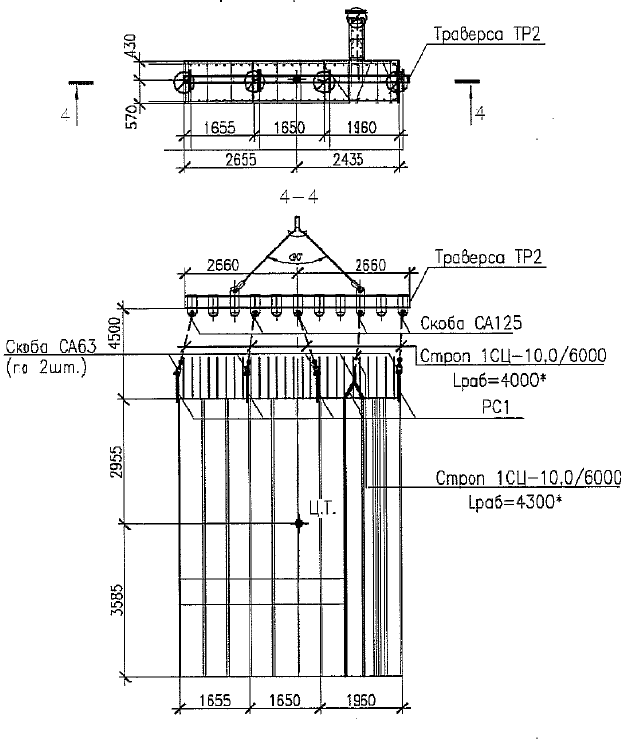 430
Траверса ТР2
4
4
570
1655
1650
1960
2655
2435
4-4
90°
2660
2660
Траверса ТР2
4500
Скоба СА125
Скоба СА63
(по 2шт.)
Строп 1СЦ-10,0/6000
Lраб=4000*
РС1
2955
Строп 1СЦ-10,0/6000
Lраб=4300*
Ц.Т.
3585
1655
1650
1960